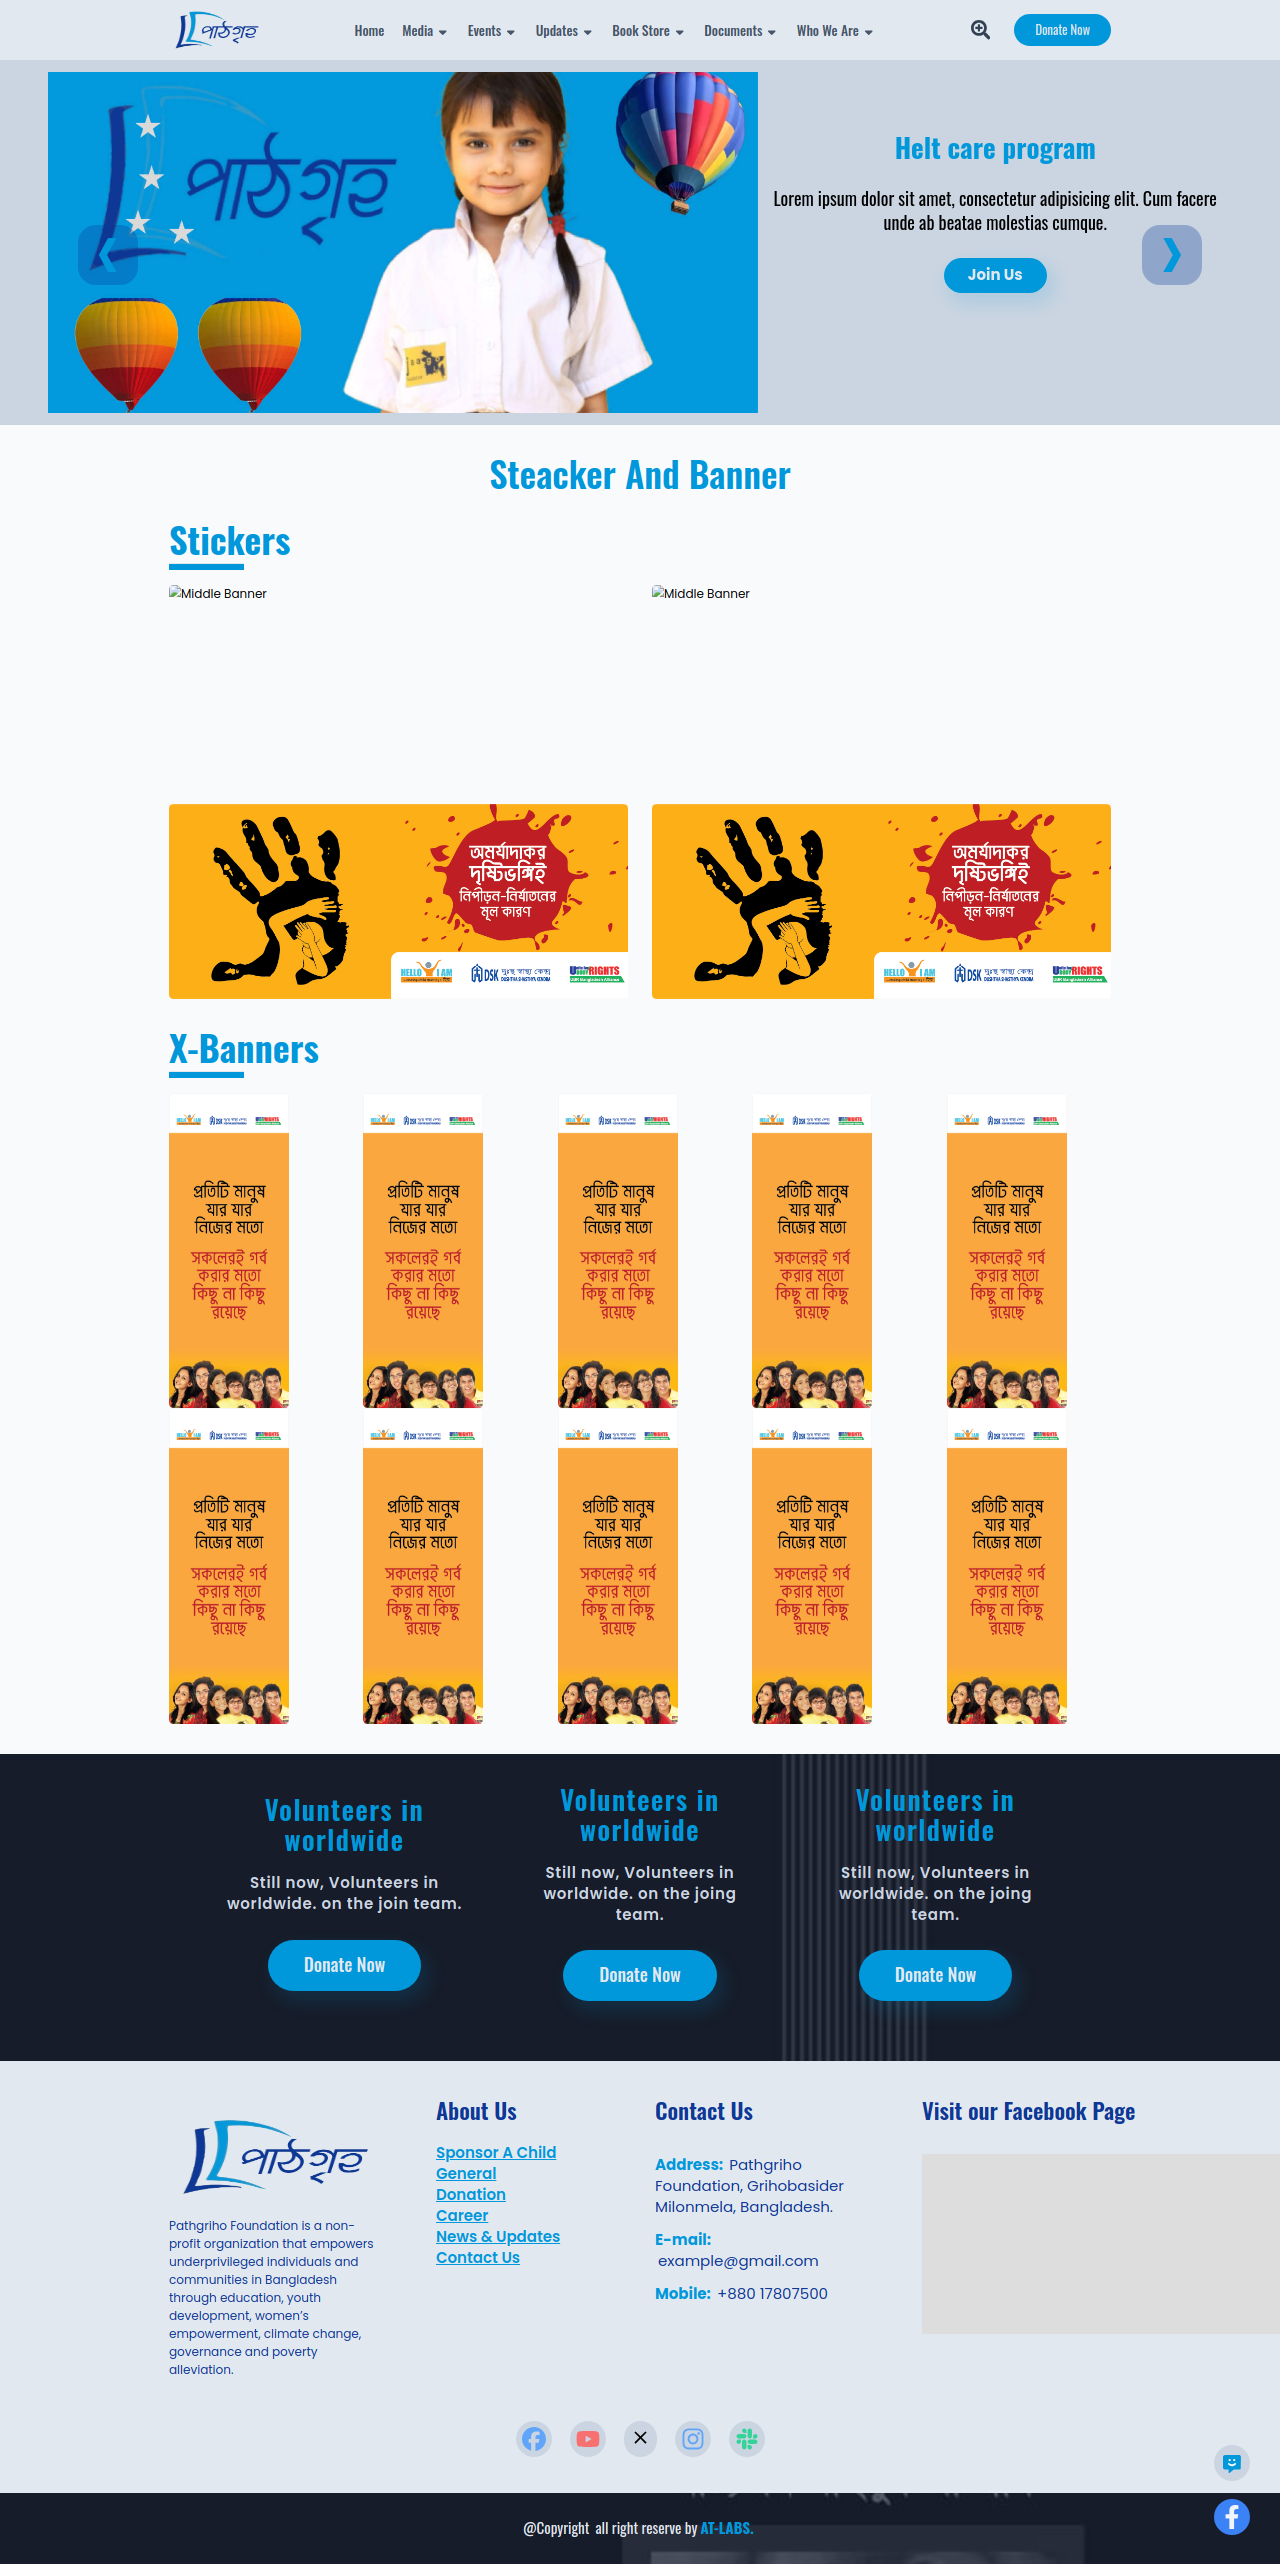 পাঠগৃহ
Home Media Events Updates Book Store Documents Who We Are
Donate Now
পাঠগৃহ
Helt care program
Lorem ipsum dolor sit amet, consectetur adipisicing elit. Cum facere
unde ab beatae molestias cumque.
Join Us
Steacker And Banner
Stickers
Middle Banner Middle Banner
অমর্যাদাকর
দৃষ্টিভঙ্গিই
নিপীড়ন-নির্যাতনের
মূল কারণ
HELLO I AM DSK দুঃস্থ স্বাস্থ্য কেন্দ্র RIGHTS
অমর্যাদাকর
দৃষ্টিভঙ্গিই
নিপীড়ন-নির্যাতনের
মূল কারণ
HELLO I AM DSK দুঃস্থ স্বাস্থ্য কেন্দ্র RIGHTS
X-Banners
প্রতিটি মানুষ প্রতিটি মানুষ প্রতিটি মানুষ প্রতিটি মানুষ প্রতিটি মানুষ
যার যার যার যার যার যার যার যার যার যার
নিজের মতো নিজের মতো নিজের মতো নিজের মতো নিজের মতো
সকলেরই গর্ব সকলেরই গর্ব সকলেরই গর্ব সকলেরই গর্ব সকলেরই গর্ব
করার মতো করার মতো করার মতো করার মতো করার মতো
কিছু না কিছু কিছু না কিছু কিছু না কিছু কিছু না কিছু কিছু না কিছু
রয়েছে রয়েছে রয়েছে রয়েছে রয়েছে
প্রতিটি মানুষ প্রতিটি মানুষ প্রতিটি মানুষ প্রতিটি মানুষ প্রতিটি মানুষ
যার যার যার যার যার যার যার যার যার যার
নিজের মতো নিজের মতো নিজের মতো নিজের মতো নিজের মতো
সকলেরই গর্ব সকলেরই গর্ব সকলেরই গর্ব সকলেরই গর্ব সকলেরই গর্ব
করার মতো করার মতো করার মতো করার মতো করার মতো
কিছু না কিছু কিছু না কিছু কিছু না কিছু কিছু না কিছু কিছু না কিছু
রয়েছে রয়েছে রয়েছে রয়েছে রয়েছে
Volunteers in
worldwide
Still now, Volunteers in
worldwide. on the join team.
Donate Now
Volunteers in
worldwide
Still now, Volunteers in
worldwide. on the joing
team.
Donate Now
Volunteers in
worldwide
Still now, Volunteers in
worldwide. on the joing
team.
Donate Now
পাঠগৃহ
Pathgriho Foundation is a non-
profit organization that empowers
underprivileged individuals and
communities in Bangladesh
through education, youth
development, women’s
empowerment, climate change,
governance and poverty
alleviation.
About Us
Sponsor A Child
General
Donation
Career
News & Updates
Contact Us
Contact Us
Address: Pathgriho
Foundation, Grihobasider
Milonmela, Bangladesh.
E-mail:
example@gmail.com
Mobile: +880 17807500
Visit our Facebook Page
@Copyright all right reserve by AT-LABS.